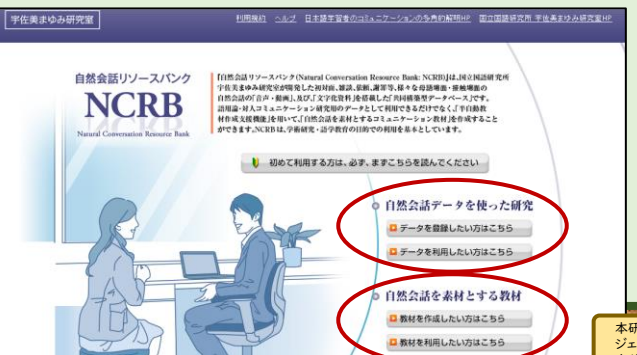 宇佐美まゆみ研究室
利用規約 ヘルプ 日本語学習者のコミュニケーションの多角的解明HP 国立国語研究所 宇佐美まゆみ研究室HP
自然会話リソースバンク
NCRB
Natural Conversation Resource Bank
『自然会話リソースバンク(Natural Conversation Resource Bank: NCRB)』は、国立国語研究所
宇佐美まゆみ研究室が開発した初対面、雑談、依頼、謝罪等、様々な母語場面・接触場面の
自然会話の「音声・動画」、及び、「文字化資料」を搭載した「共同構築型データベース」です。
語用論・対人コミュニケーション研究用のデータとして利用できるだけでなく、「半自動教
材作成支援機能」を用いて、「自然会話を素材とするコミュニケーション教材」を作成すること
ができます。NCRBは、学術研究・語学教育の目的での利用を基本としています。
初めて利用する方は、必ず、まずこちらを読んでください
自然会話データを使った研究
データを登録したい方はこちら
データを利用したい方はこちら
自然会話を素材とする教材
教材を作成したい方はこちら
教材を利用したい方はこちら
本研
ジェ